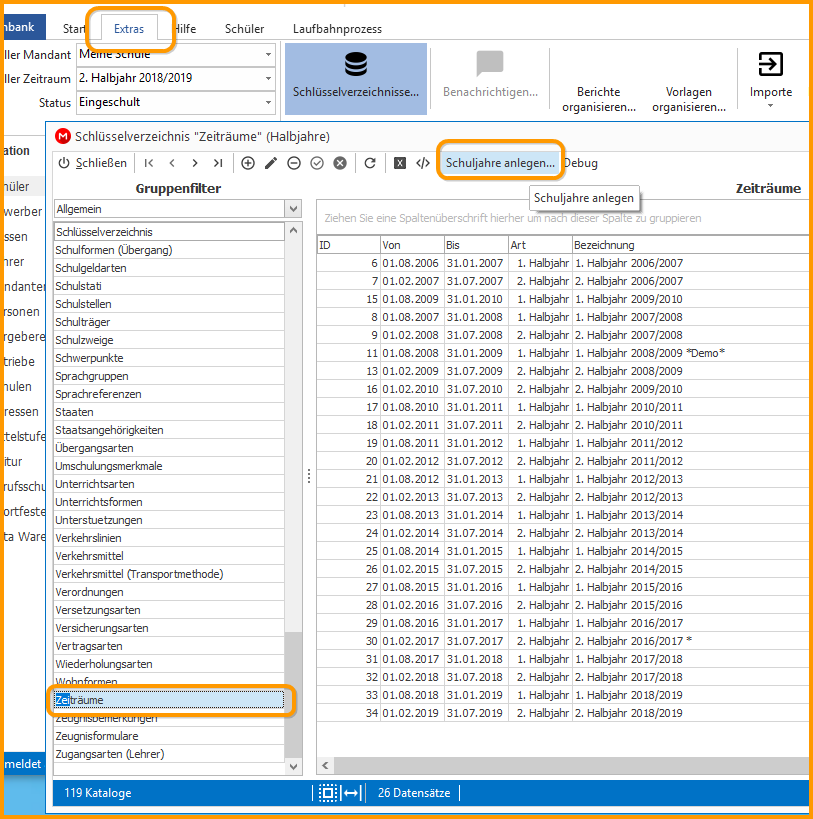 nbank Start Extras Hilfe Schüler Laufbahnprozess
ller Mandant Meine Schule
ller Zeitraum 2. Halbjahr 2018/2019
Status Eingeschult
Schlüsselverzeichnisse...
Benachrichtigen...
Berichte
organisieren...
Vorlagen
organisieren...
Importe
Schlüsselverzeichnis "Zeiträume" (Halbjahre)
Schließen Schuljahre anlegen... Debug
Schuljahre anlegen
Gruppenfilter
Allgemein
Schlüsselverzeichnis
Schulformen (Übergang)
Schulgeldarten
Schulstati
Schulstellen
Schulträger
Schulzweige
Schwerpunkte
Sprachgruppen
Sprachreferenzen
Staaten
Staatsangehörigkeiten
Übergangsarten
Umschulungsmerkmale
Unterrichtsarten
Unterrichtsformen
Unterstuetzungen
Verkehrslinien
Verkehrsmittel
Verkehrsmittel (Transportmethode)
Verordnungen
Versetzungsarten
Versicherungsarten
Vertragsarten
Wiederholungsarten
Wohnformen
Zeiträume
Zeugnisbemerkungen
Zeugnisformulare
Zugangsarten (Lehrer)
Zeiträume
Ziehen Sie eine Spaltenüberschrift hierher um nach dieser Spalte zu gruppieren
ID Von Bis Art Bezeichnung
6 01.08.2006 31.01.2007 1. Halbjahr 1. Halbjahr 2006/2007
7 01.02.2007 31.07.2007 2. Halbjahr 2. Halbjahr 2006/2007
15 01.08.2009 31.01.2010 1. Halbjahr 1. Halbjahr 2009/2010
8 01.08.2007 31.01.2008 1. Halbjahr 1. Halbjahr 2007/2008
9 01.02.2008 31.07.2008 2. Halbjahr 2. Halbjahr 2007/2008
11 01.08.2008 31.01.2009 1. Halbjahr 1. Halbjahr 2008/2009 *Demo*
13 01.02.2009 31.07.2009 2. Halbjahr 2. Halbjahr 2008/2009
16 01.02.2010 31.07.2010 2. Halbjahr 2. Halbjahr 2009/2010
17 01.08.2010 31.01.2011 1. Halbjahr 1. Halbjahr 2010/2011
18 01.02.2011 31.07.2011 2. Halbjahr 2. Halbjahr 2010/2011
19 01.08.2011 31.01.2012 1. Halbjahr 1. Halbjahr 2011/2012
20 01.02.2012 31.07.2012 2. Halbjahr 2. Halbjahr 2011/2012
21 01.08.2012 31.01.2013 1. Halbjahr 1. Halbjahr 2012/2013
22 01.02.2013 31.07.2013 2. Halbjahr 2. Halbjahr 2012/2013
23 01.08.2013 31.01.2014 1. Halbjahr 1. Halbjahr 2013/2014
24 01.02.2014 31.07.2014 2. Halbjahr 2. Halbjahr 2013/2014
25 01.08.2014 31.01.2015 1. Halbjahr 1. Halbjahr 2014/2015
26 01.02.2015 31.07.2015 2. Halbjahr 2. Halbjahr 2014/2015
27 01.08.2015 31.01.2016 1. Halbjahr 1. Halbjahr 2015/2016
28 01.02.2016 31.07.2016 2. Halbjahr 2. Halbjahr 2015/2016
29 01.08.2016 31.01.2017 1. Halbjahr 1. Halbjahr 2016/2017
30 01.02.2017 31.07.2017 2. Halbjahr 2. Halbjahr 2016/2017 *
31 01.08.2017 31.01.2018 1. Halbjahr 1. Halbjahr 2017/2018
32 01.02.2018 31.07.2018 2. Halbjahr 2. Halbjahr 2017/2018
33 01.08.2018 31.01.2019 1. Halbjahr 1. Halbjahr 2018/2019
34 01.02.2019 31.07.2019 2. Halbjahr 2. Halbjahr 2018/2019
119 Kataloge 26 Datensätze